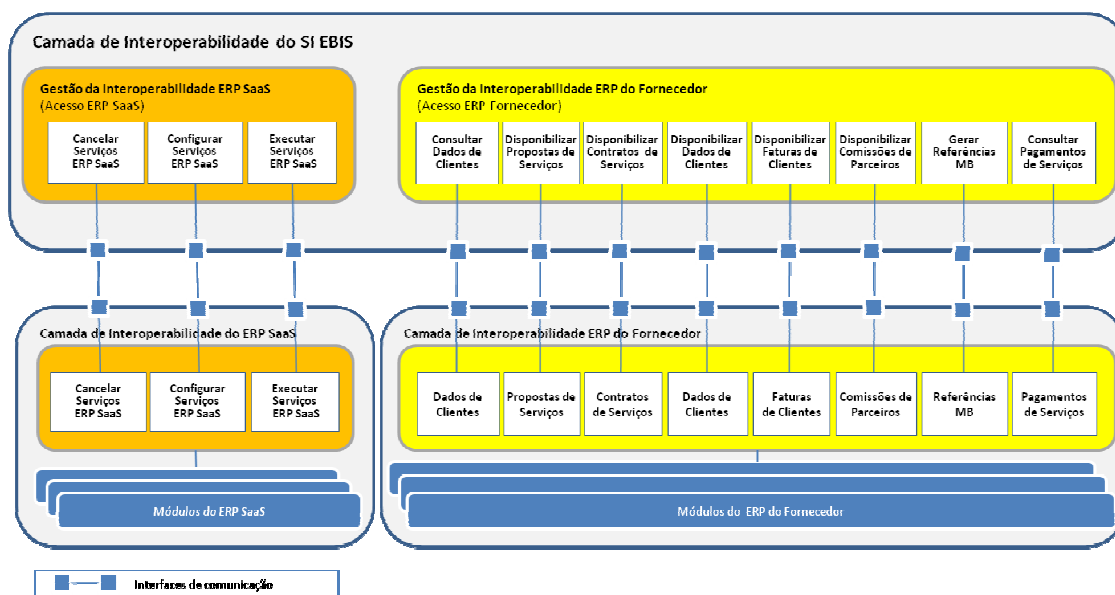 Camada de Interoperabilidade do SI EBIS
Gestão da Interoperabilidade ERP SaaS
(Acesso ERP SaaS)
Cancelar
Serviços
ERP SaaS
Configurar
Serviços
ERP SaaS
Executar
Serviços
ERP SaaS
Gestão da Interoperabilidade ERP do Fornecedor
(Acesso ERP Fornecedor)
Consultar
Dados de
Clientes
Disponibilizar
Propostas de
Serviços
Disponibilizar
Contratos de
Serviços
Disponibilizar
Dados de
Clientes
Disponibilizar
Faturas de
Clientes
Disponibilizar
Comissões de
Parceiros
Gerar
Referências
MB
Consultar
Pagamentos
de Serviços
Camada de Interoperabilidade do ERP SaaS
Cancelar
Serviços
ERP SaaS
Configurar
Serviços
ERP SaaS
Executar
Serviços
ERP SaaS
Módulos do ERP SaaS
Camada de Interoperabilidade ERP do Fornecedor
Dados de
Clientes
Propostas de
Serviços
Contratos
de Serviços
Dados de
Clientes
Faturas
de Clientes
Comissões de
Parceiros
Referências
MB
Pagamentos
de Serviços
Módulos do ERP do Fornecedor
Interfaces de comunicação